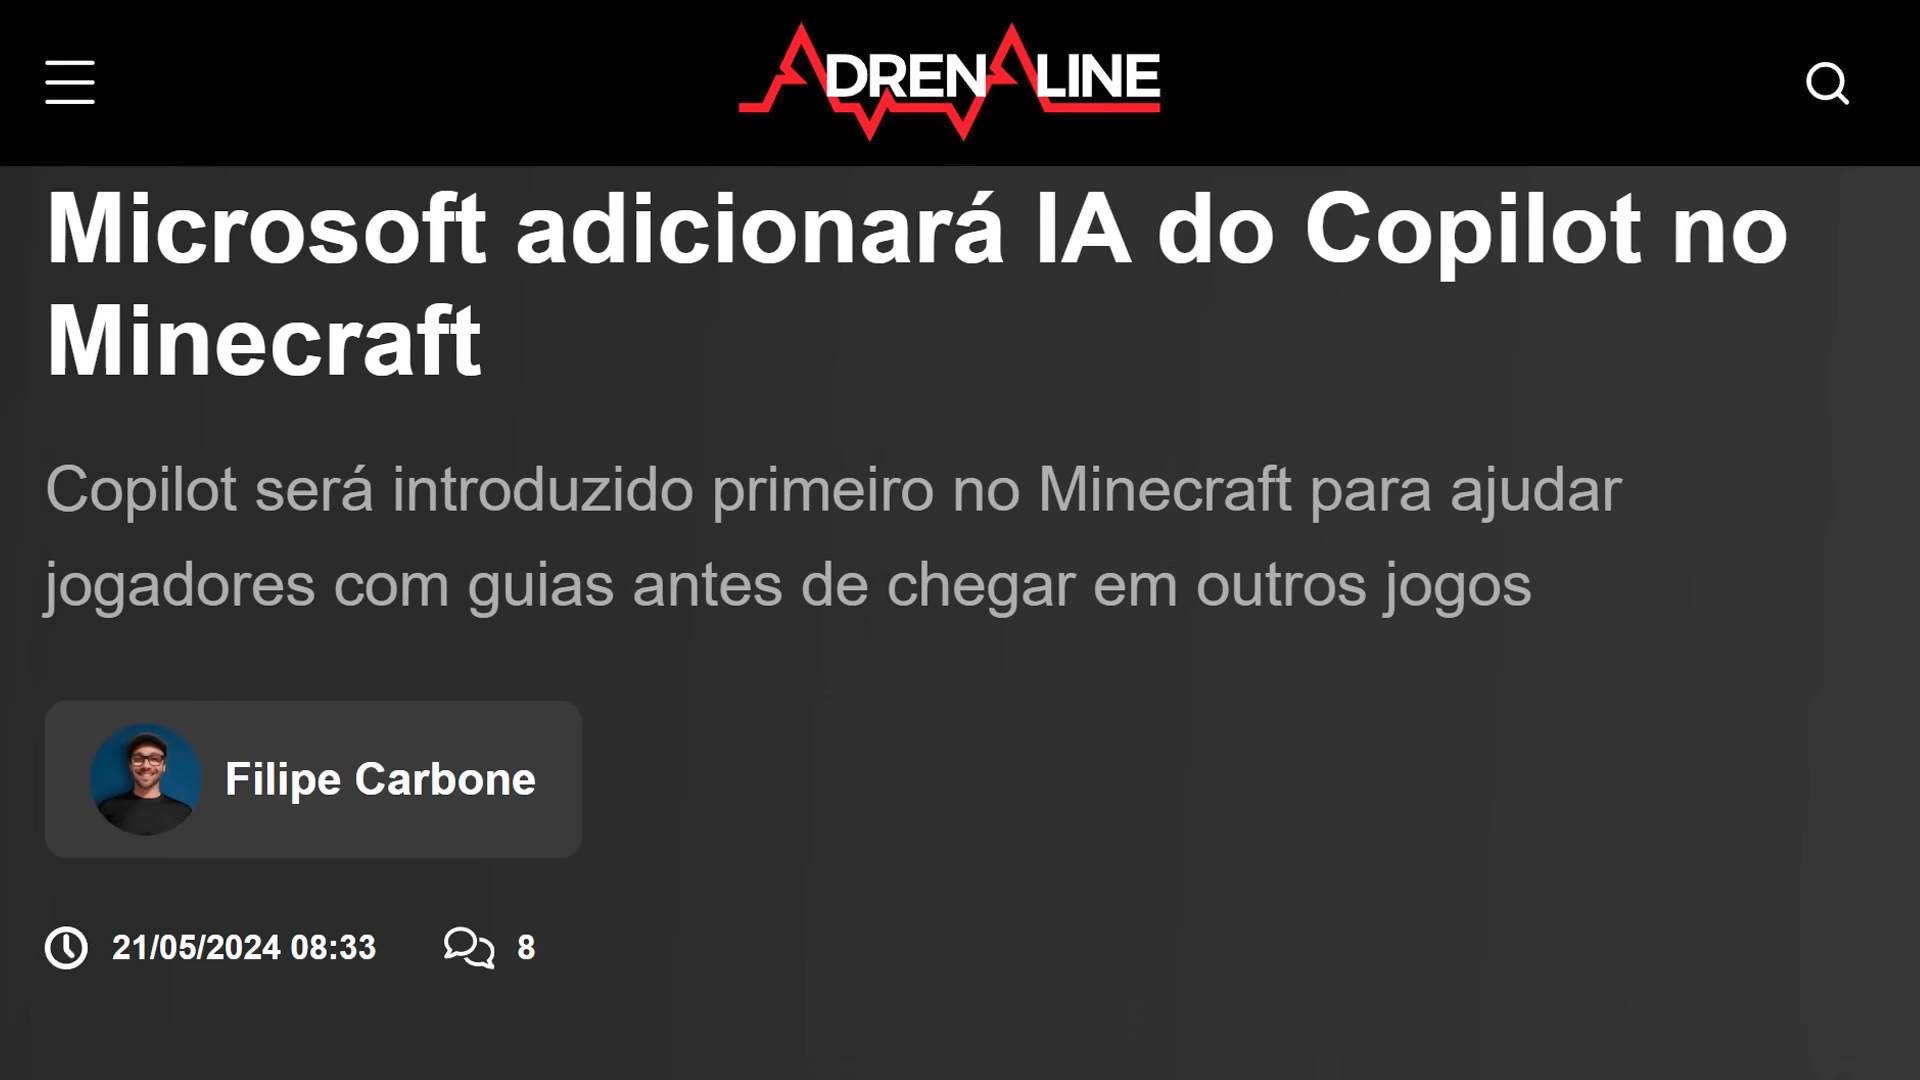 ADRENALINE
Microsoft adicionará IA do Copilot no
Minecraft
Copilot será introduzido primeiro no Minecraft para ajudar
jogadores com guias antes de chegar em outros jogos
Filipe Carbone
21/05/2024 08:33 8